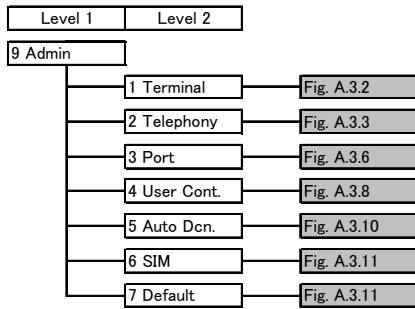 Level 1 Level 2
9 Admin
1 Terminal Fig. A.3.2
2 Telephony Fig. A.3.3
3 Port Fig. A.3.6
4 User Cont. Fig. A.3.8
5 Auto Dcn. Fig. A.3.10
6 SIM Fig. A.3.11
7 Default Fig. A.3.11